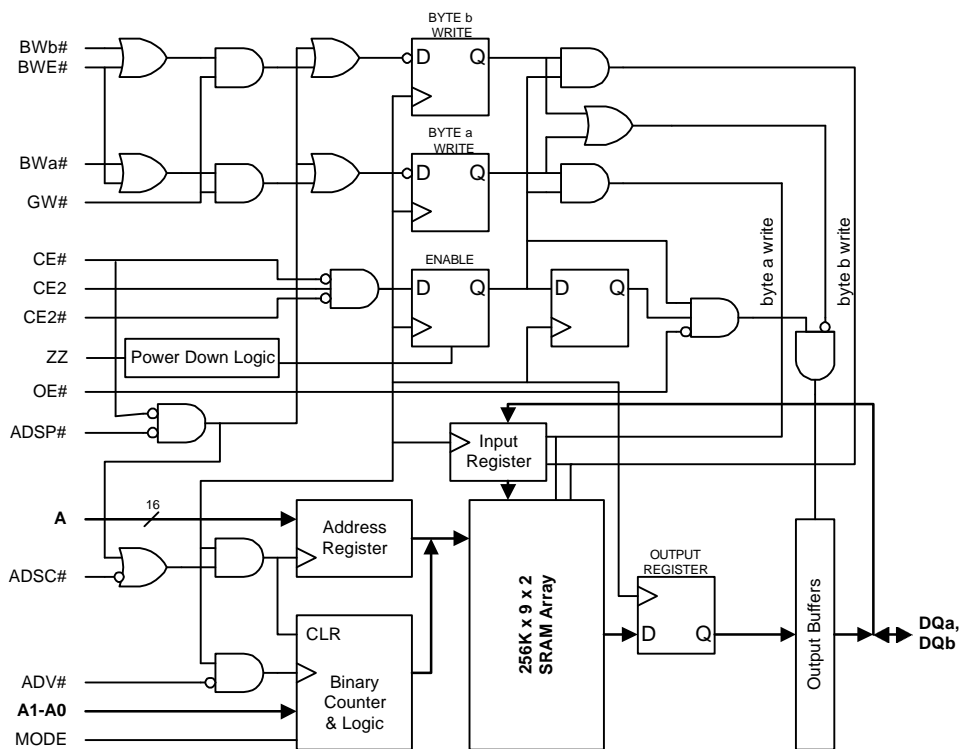 BWb#
BWE#
BYTE b
WRITE
D Q
BWa#
GW#
BYTE a
WRITE
D Q
CE#
CE2
CE2#
ENABLE
D Q
D Q
byte a write
byte b write
ZZ
Power Down Logic
OE#
ADSP#
Input
Register
A
16
Address
Register
ADSC#
OUTPUT
REGISTER
D Q
256K x 9 x 2
SRAM Array
Output Buffers
DQa,
DQb
CLR
Binary
Counter
& Logic
ADV#
A1-A0
MODE